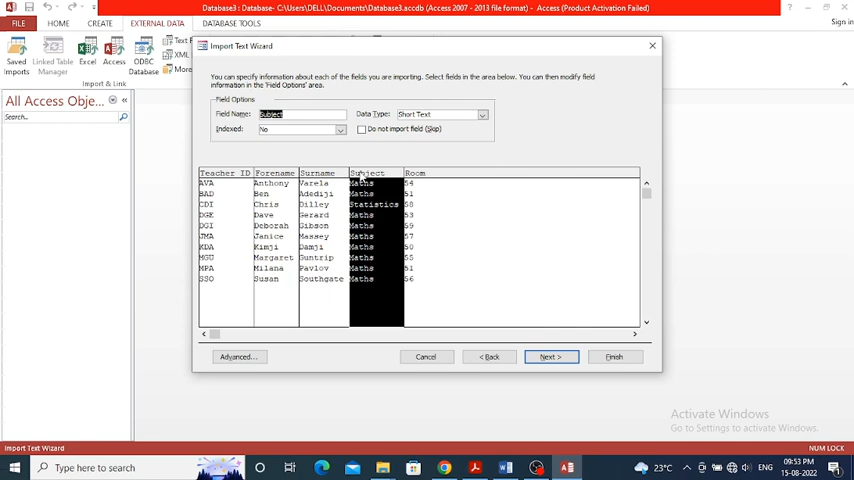 Database3 : Database- C:\Users\DELL\Documents\Database3.accdb (Access 2007 - 2013 file format) - Access (Product Activation Failed)
FILE HOME CREATE EXTERNAL DATA DATABASE TOOLS
Sign in
Saved Imports
Linked Table Manager
Excel
Access
ODBC Database
Text
XML
More
Import & Link
All Access Obje...
Search...
Import Text Wizard
You can specify information about each of the fields you are importing. Select fields in the area below. You can then modify field
information in the 'Field Options' area.
Field Options
Field Name: Subject Data Type: Short Text
Indexed: No Do not import field (Skip)
Teacher ID Forename Surname Subject Room
AVA Anthony Varela Maths 54
BAD Ben Adediji Maths 51
CDI Chris Dilley Statistics 58
DGE Dave Gerard Maths 53
DGI Deborah Gibson Maths 59
JMA Janice Massey Maths 57
KDA Kimji Damji Maths 50
MGU Margaret Guntrip Maths 55
MPA Milana Pavlov Maths 51
SSO Susan Southgate Maths 56
Advanced... Cancel < Back Next > Finish
Activate Windows
Go to Settings to activate Windows.
Import Text Wizard NUM LOCK
Type here to search
23°C
ENG
09:53 PM
15-08-2022